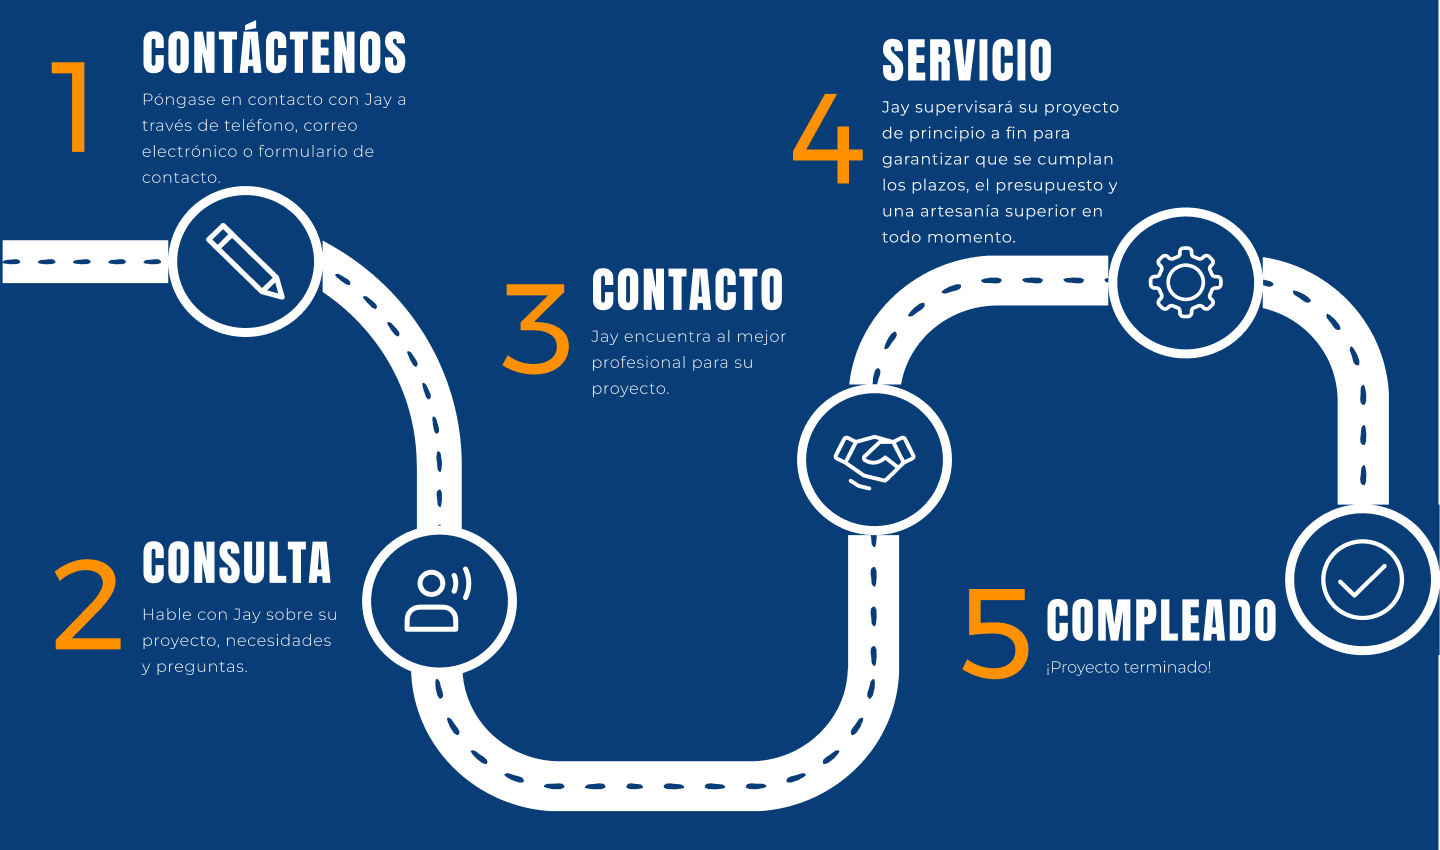 1
CONTÁCTENOS
Póngase en contacto con Jay a
través de teléfono, correo
electrónico o formulario de
contacto.
2
CONSULTA
Hable con Jay sobre su
proyecto, necesidades
y preguntas.
3
CONTACTO
Jay encuentra al mejor
profesional para su
proyecto.
4
SERVICIO
Jay supervisará su proyecto
de principio a fin para
garantizar que se cumplan
los plazos, el presupuesto y
una artesanía superior en
todo momento.
5
COMPLEADO
¡Proyecto terminado!